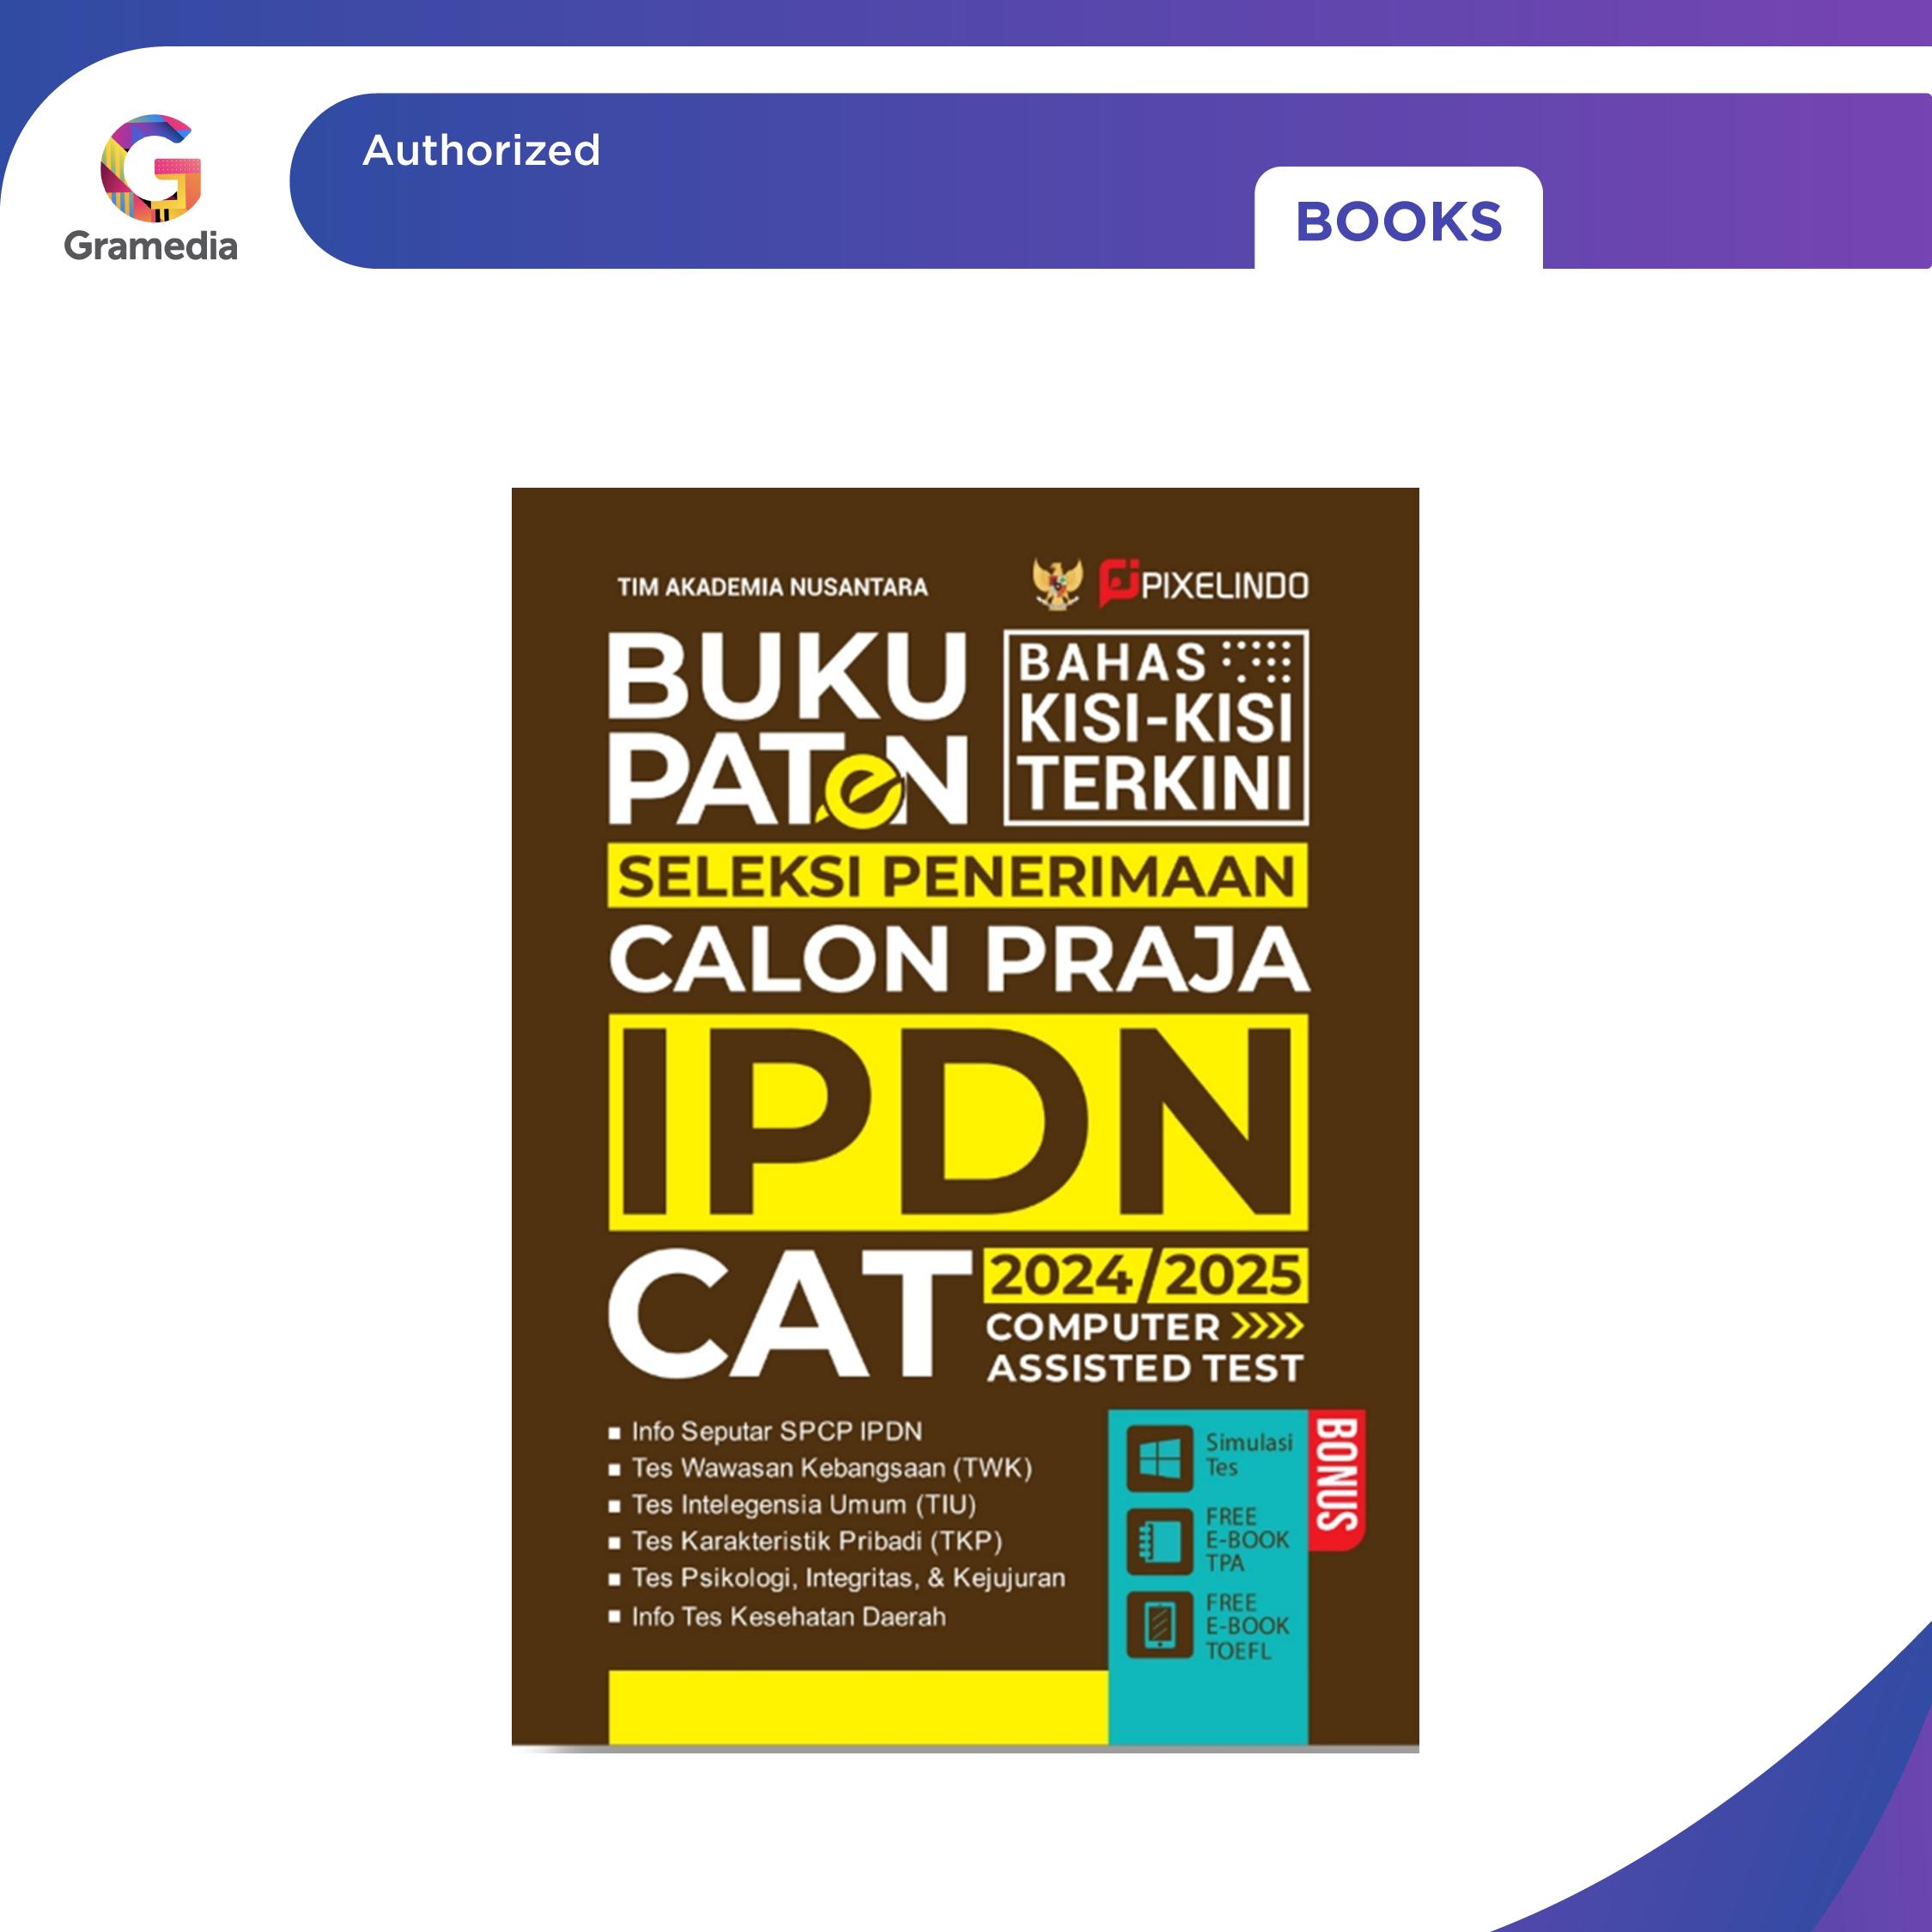 Gramedia
Authorized
BOOKS
TIM AKADEMIA NUSANTARA
PIXELINDO
BUKU
PATeN
BAHAS
KISI-KISI
TERKINI
SELEKSI PENERIMAAN
CALON PRAJA
IPDN
CAT
2024/2025
COMPUTER
ASSISTED TEST
Info Seputar SPCP IPDN
Tes Wawasan Kebangsaan (TWK)
Tes Intelegensia Umum (TIU)
Tes Karakteristik Pribadi (TKP)
Tes Psikologi, Integritas, & Kejujuran
Info Tes Kesehatan Daerah
BONUS
Simulasi
Tes
FREE
E-BOOK
TPA
FREE
E-BOOK
TOEFL